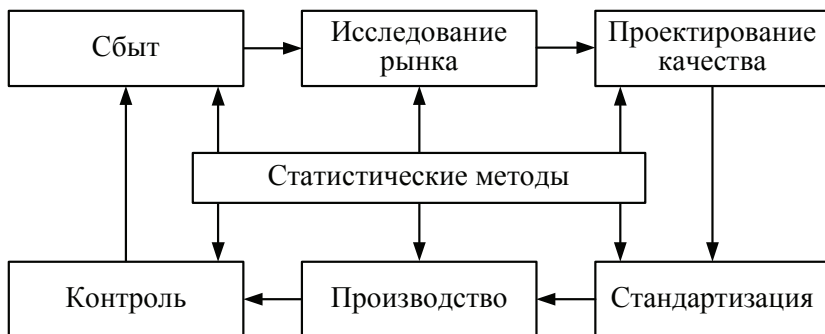 Сбыт
Исследование
рынка
Проектирование
качества
Статистические методы
Контроль
Производство
Стандартизация